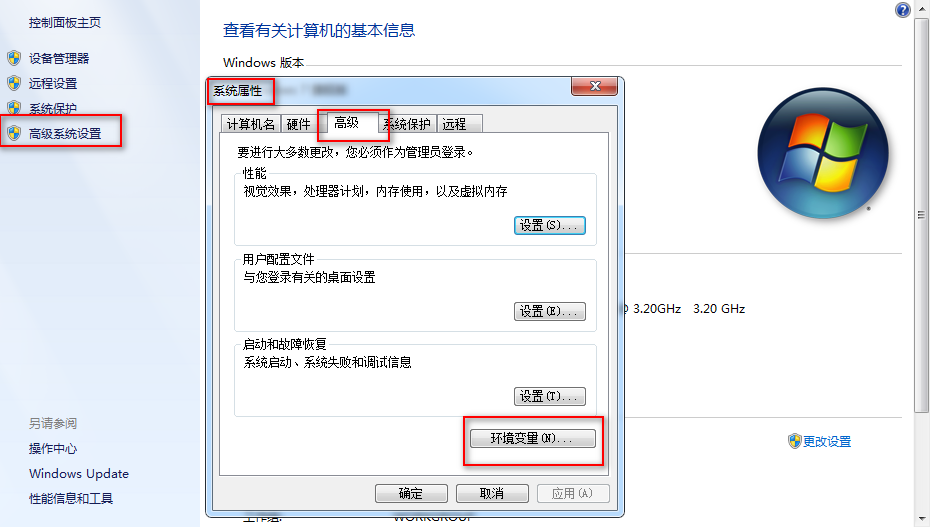 控制面板主页
设备管理器
远程设置
系统保护
高级系统设置
另请参阅
操作中心
Windows Update
性能信息和工具
查看有关计算机的基本信息
Windows 版本
系统属性
计算机名 硬件 高级 系统保护 远程
要进行大多数更改，您必须作为管理员登录。
性能
视觉效果，处理器计划，内存使用，以及虚拟内存
设置(S)...
用户配置文件
与您登录有关的桌面设置
设置(E)...
启动和故障恢复
系统启动、系统失败和调试信息
设置(T)...
环境变量(N)...
确定 取消 应用(A)
@ 3.20GHz 3.20 GHz
更改设置
工作组: WORKGROUP